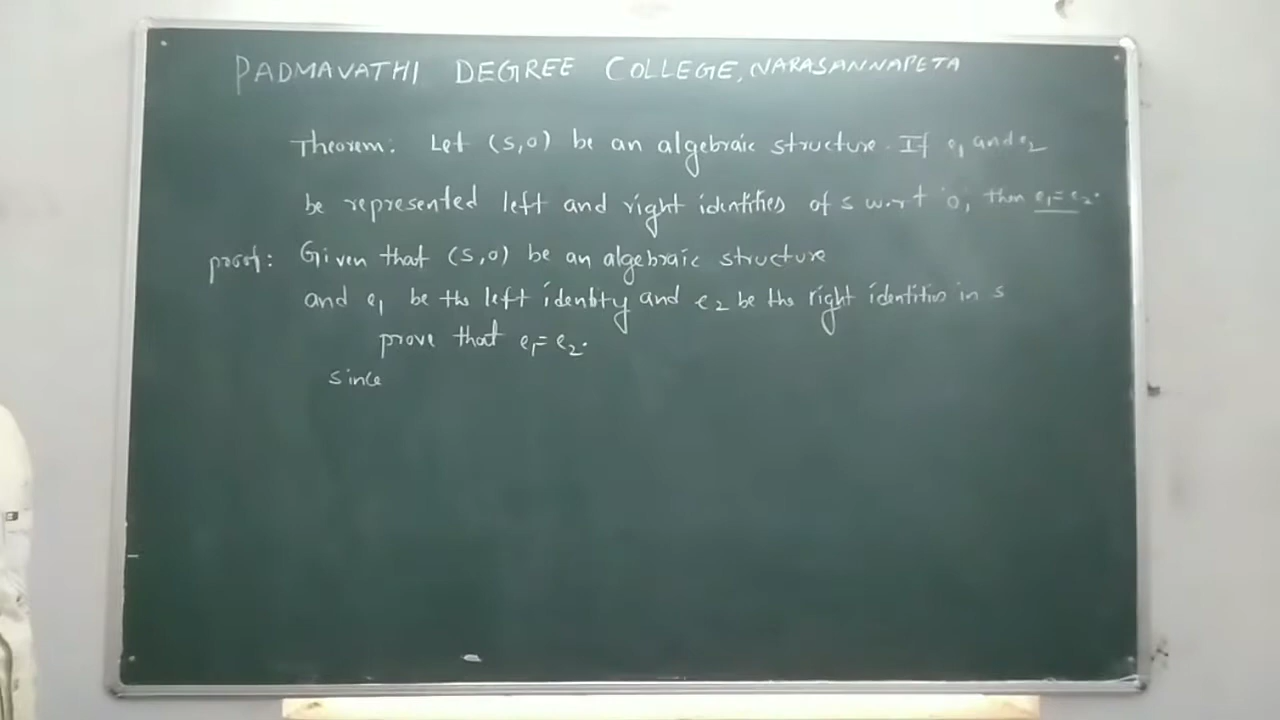 PADMAVATHI DEGREE COLLEGE, NARASANNAPETA
Theorem: Let (S,o) be an algebraic structure. If e₁ and e₂
be represented left and right identities of s w.r.t 'o', then e₁=e₂.
proof: Given that (S,o) be an algebraic structure
and e₁ be the left identity and e₂ be the right identities in s
prove that e₁=e₂.
since